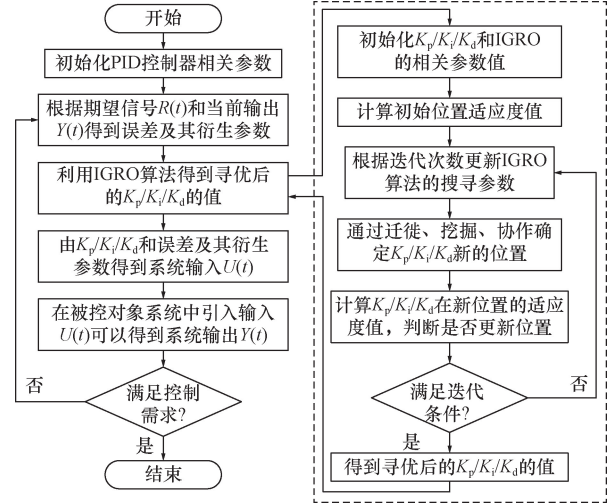 开始
初始化PID控制器相关参数
根据期望信号R(t)和当前输出
Y(t)得到误差及其衍生参数
利用IGRO算法得到寻优后
的Kp/Ki/Kd的值
由Kp/Ki/Kd和误差及其衍生
参数得到系统输入U(t)
在被控对象系统中引入输入
U(t)可以得到系统输出Y(t)
否
满足控制
需求?
是
结束
初始化Kp/Ki/Kd和IGRO
的相关参数值
计算初始位置适应度值
根据迭代次数更新IGRO
算法的搜寻参数
通过迁徙、挖掘、协作确
定Kp/Ki/Kd新的位置
计算Kp/Ki/Kd在新位置的适应
度值，判断是否更新位置
满足迭代
条件?
否
是
得到寻优后的Kp/Ki/Kd的值